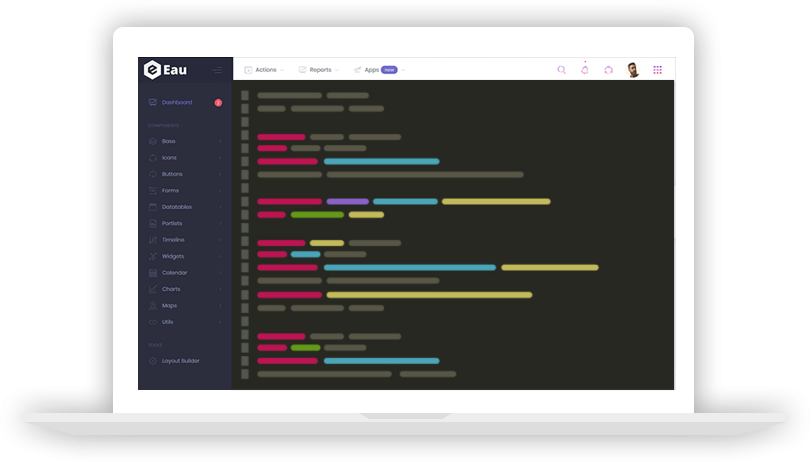 Eau
Actions
Reports
Apps new
Dashboard 2
COMPONENTS
Base
Icons
Buttons
Forms
Datatables
Portlets
Timeline
Widgets
Calendar
Charts
Maps
Utils
Layout Builder